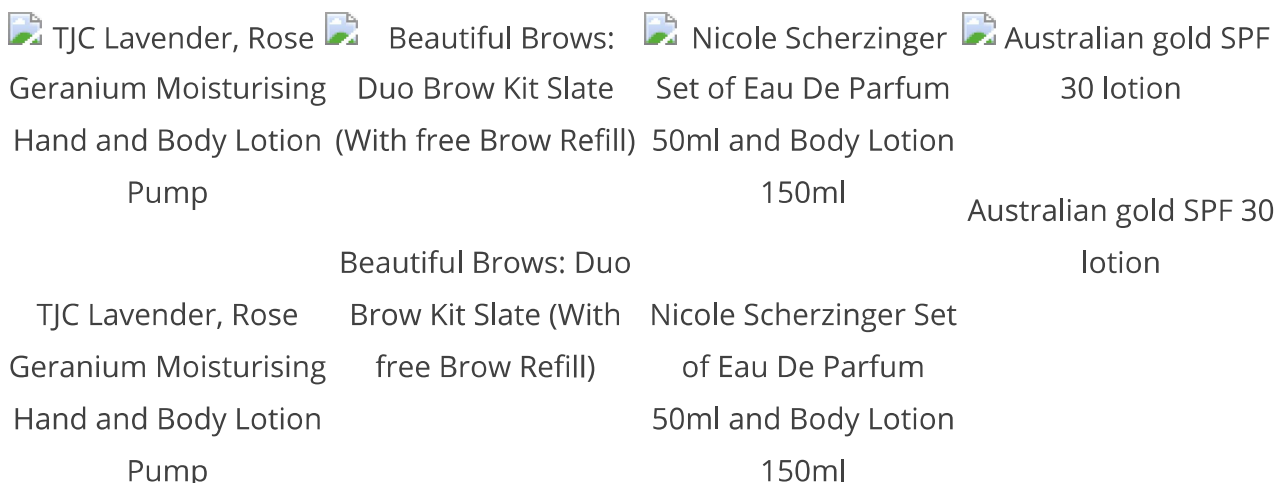 TJC Lavender, Rose
Geranium Moisturising
Hand and Body Lotion
Pump
TJC Lavender, Rose
Geranium Moisturising
Hand and Body Lotion
Pump
Beautiful Brows:
Duo Brow Kit Slate
(With free Brow Refill)
Beautiful Brows: Duo
Brow Kit Slate (With
free Brow Refill)
Nicole Scherzinger
Set of Eau De Parfum
50ml and Body Lotion
150ml
Nicole Scherzinger Set
of Eau De Parfum
50ml and Body Lotion
150ml
Australian gold SPF
30 lotion
Australian gold SPF 30
lotion